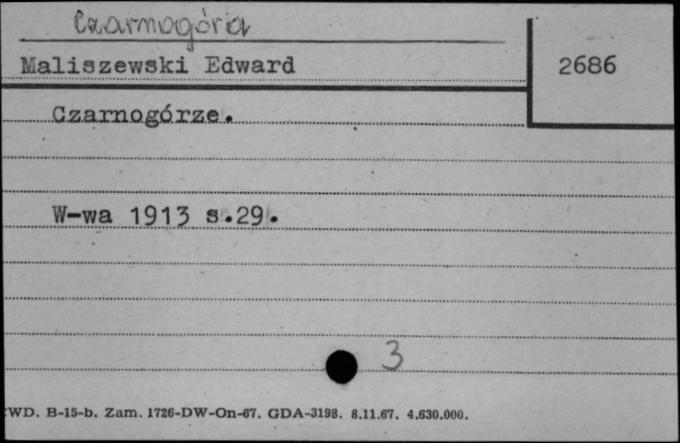 Czarnogóra
Maliszewski Edward
2686
Czarnogórze.
W-wa 1913 s.29.
3
WD. B-15-b. Zam. 1726-DW-On-67. GDA-3198. 8.11.67. 4.630.000.